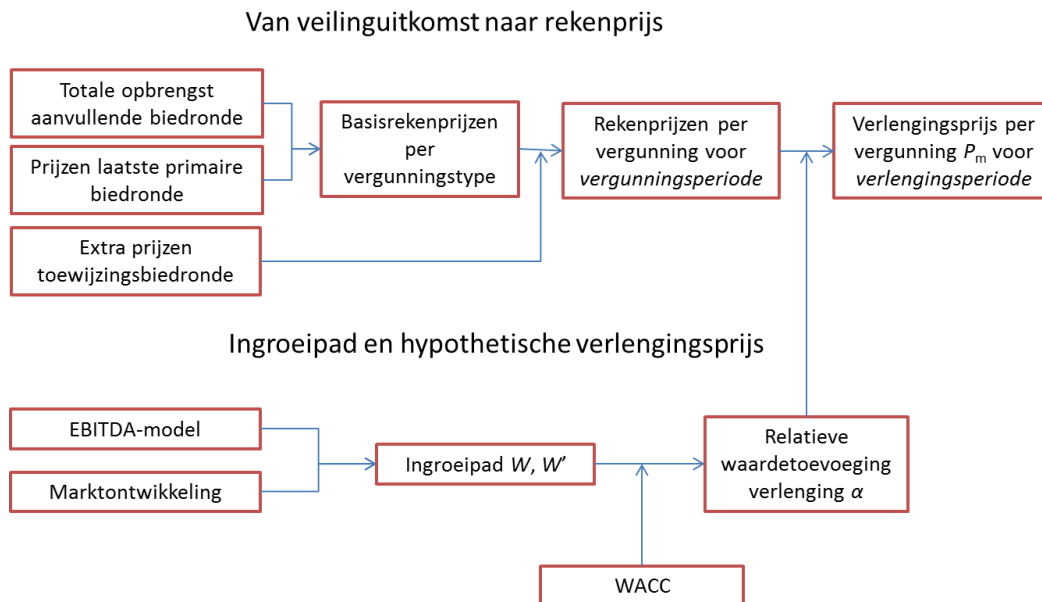 Van veilinguitkomst naar rekenprijs
Totale opbrengst
aanvullende biedronde
Prijzen laatste primaire
biedronde
Extra prijzen
toewijzingsbiedronde
Basisrekenprijzen
per
vergunningstype
Rekenprijzen per
vergunning voor
vergunningsperiode
Verlengingsprijs per
vergunning Pm voor
verlengingsperiode
Ingroeipad en hypothetische verlengingsprijs
EBITDA-model
Marktontwikkeling
Ingroeipad W, W’
Relatieve
waardetoevoeging
verlenging α
WACC